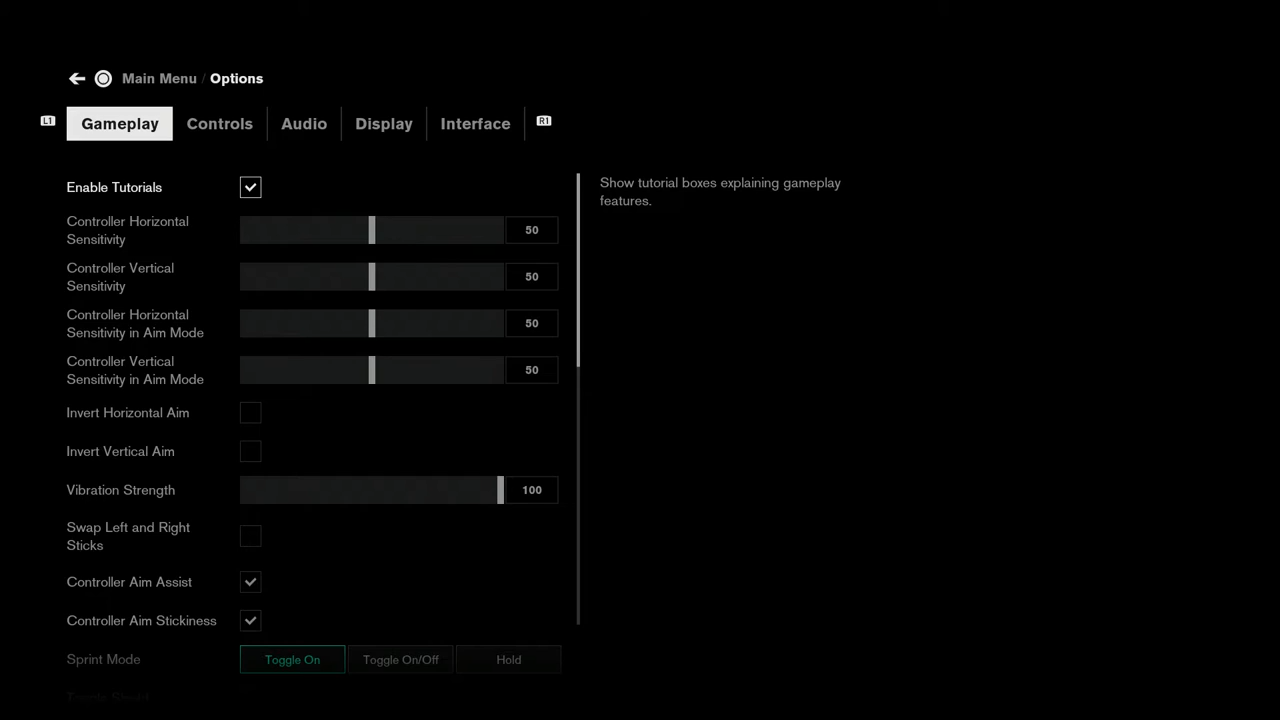 Main Menu / Options
L1 Gameplay Controls Audio Display Interface R1
Enable Tutorials
Show tutorial boxes explaining gameplay
features.
Controller Horizontal
Sensitivity
50
Controller Vertical
Sensitivity
50
Controller Horizontal
Sensitivity in Aim Mode
50
Controller Vertical
Sensitivity in Aim Mode
50
Invert Horizontal Aim
Invert Vertical Aim
Vibration Strength
100
Swap Left and Right
Sticks
Controller Aim Assist
Controller Aim Stickiness
Sprint Mode
Toggle On Toggle On/Off Hold
Toggle Shield